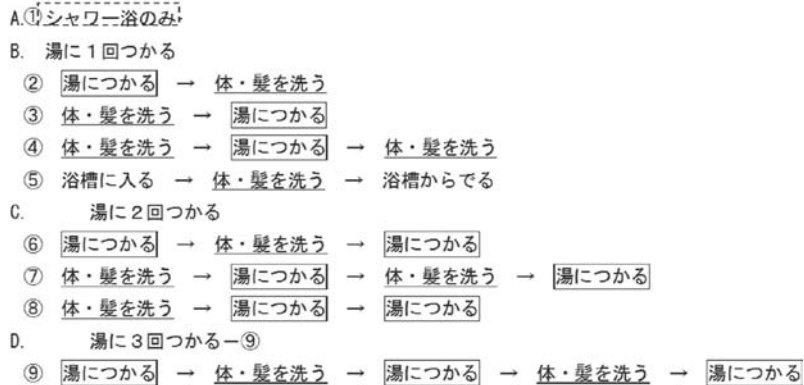 A.①シャワー浴のみ
B. 湯に1回つかる
② 湯につかる → 体・髪を洗う
③ 体・髪を洗う → 湯につかる
④ 体・髪を洗う → 湯につかる → 体・髪を洗う
⑤ 浴槽に入る → 体・髪を洗う → 浴槽からでる
C. 湯に2回つかる
⑥ 湯につかる → 体・髪を洗う → 湯につかる
⑦ 体・髪を洗う → 湯につかる → 体・髪を洗う → 湯につかる
⑧ 体・髪を洗う → 湯につかる → 湯につかる
D. 湯に3回つかるー⑨
⑨ 湯につかる → 体・髪を洗う → 湯につかる → 体・髪を洗う → 湯につかる